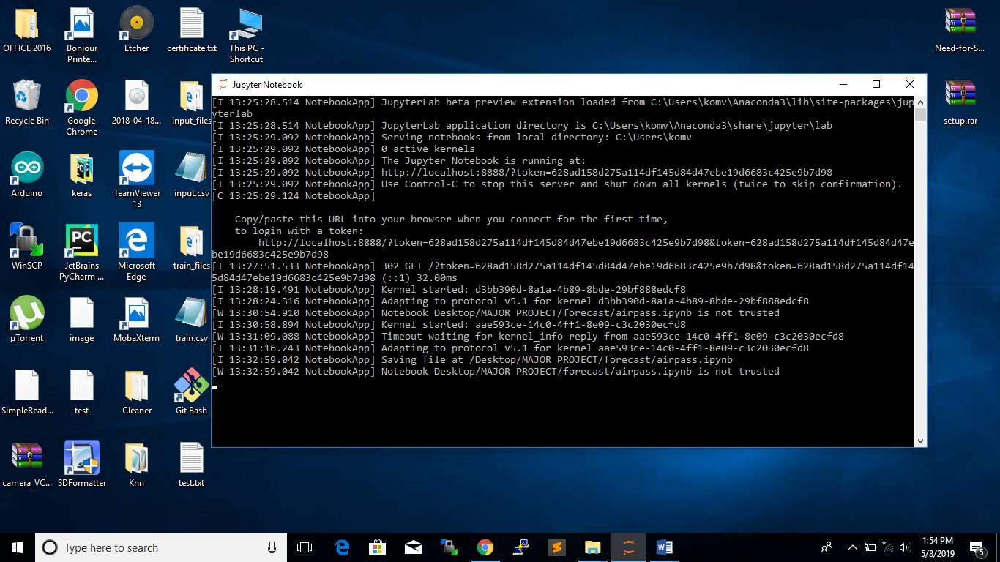 OFFICE 2016
Bonjour
Printe...
Etcher
certificate.txt
This PC -
Shortcut
Need-for-S...
Recycle Bin
Google
Chrome
2018-04-18...
input_files
setup.rar
Arduino
keras
TeamViewer
13
input.csv
WinSCP
JetBrains
PyCharm ...
Microsoft
Edge
train_files
µTorrent
image
MobaXterm
train.csv
SimpleRead...
test
Cleaner
Git Bash
camera_VC...
SDFormatter
Knn
test.txt
Jupyter Notebook
[I 13:25:28.514 NotebookApp] JupyterLab beta preview extension loaded from C:\Users\komv\Anaconda3\lib\site-packages\jup
yterlab
[I 13:25:28.514 NotebookApp] JupyterLab application directory is C:\Users\komv\Anaconda3\share\jupyter\lab
[I 13:25:29.092 NotebookApp] Serving notebooks from local directory: C:\Users\komv
[I 13:25:29.092 NotebookApp] 0 active kernels
[I 13:25:29.092 NotebookApp] The Jupyter Notebook is running at:
[I 13:25:29.092 NotebookApp] http://localhost:8888/?token=628ad158d275a114df145d84d47ebe19d6683c425e9b7d98
[I 13:25:29.092 NotebookApp] Use Control-C to stop this server and shut down all kernels (twice to skip confirmation).
[C 13:25:29.124 NotebookApp]
Copy/paste this URL into your browser when you connect for the first time,
to login with a token:
http://localhost:8888/?token=628ad158d275a114df145d84d47ebe19d6683c425e9b7d98&token=628ad158d275a114df145d84d47e
be19d6683c425e9b7d98
[I 13:27:51.533 NotebookApp] 302 GET /?token=628ad158d275a114df145d84d47ebe19d6683c425e9b7d98&token=628ad158d275a114df14
5d84d47ebe19d6683c425e9b7d98 (::1) 32.00ms
[I 13:28:19.491 NotebookApp] Kernel started: d3bb390d-8a1a-4b89-8bde-29bf888edcf8
[I 13:28:24.316 NotebookApp] Adapting to protocol v5.1 for kernel d3bb390d-8a1a-4b89-8bde-29bf888edcf8
[W 13:30:54.910 NotebookApp] Notebook Desktop/MAJOR PROJECT/forecast/airpass.ipynb is not trusted
[I 13:30:58.894 NotebookApp] Kernel started: aae593ce-14c0-4ff1-8e09-c3c2030ecfd8
[W 13:31:09.088 NotebookApp] Timeout waiting for kernel_info reply from aae593ce-14c0-4ff1-8e09-c3c2030ecfd8
[I 13:31:16.243 NotebookApp] Adapting to protocol v5.1 for kernel aae593ce-14c0-4ff1-8e09-c3c2030ecfd8
[I 13:32:59.042 NotebookApp] Saving file at /Desktop/MAJOR PROJECT/forecast/airpass.ipynb
[W 13:32:59.042 NotebookApp] Notebook Desktop/MAJOR PROJECT/forecast/airpass.ipynb is not trusted
Type here to search
1:54 PM
5/8/2019
5